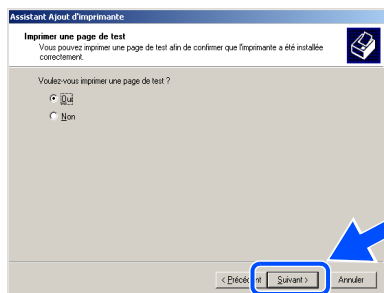 Assistant Ajout d'imprimante
Imprimer une page de test
Vous pouvez imprimer une page de test afin de confirmer que l'imprimante a été installée
correctement.
Voulez-vous imprimer une page de test ?
Oui
Non
< Précédent Suivant > Annuler